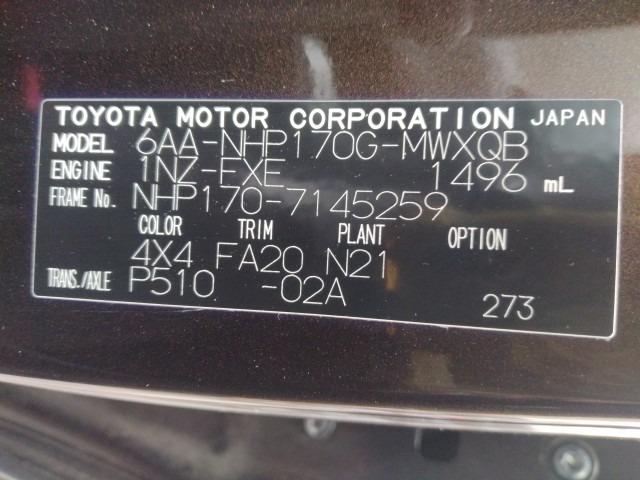 TOYOTA MOTOR CORPORATION JAPAN
MODEL 6AA-NHP170G-MWXQB
ENGINE 1NZ-FXE 1496 mL
FRAME No. NHP170-7145259
COLOR TRIM PLANT OPTION
4X4 FA20 N21
TRANS./AXLE P510 -02A
273